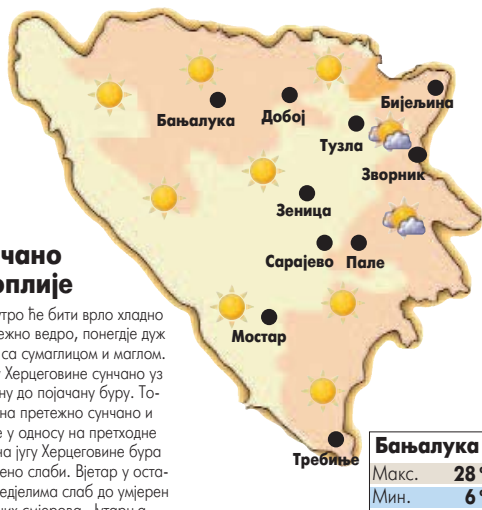 Бањалука
Добој
Бијељина
Тузла
Зворник
Зеница
Сарајево
Пале
Мостар
Требиње
чано
оплије
тро ће бити врло хладно
ежно ведро, понегдје дуж
са сумаглицом и маглом.
Херцеговине сунчано уз
ну до појачану буру. То-
на претежно сунчано и
е у односу на претходне
на југу Херцеговине бура
ено слаби. Вјетар у оста-
едјелима слаб до умјерен
Бањалука
Макс. 28°
Мин. 6°